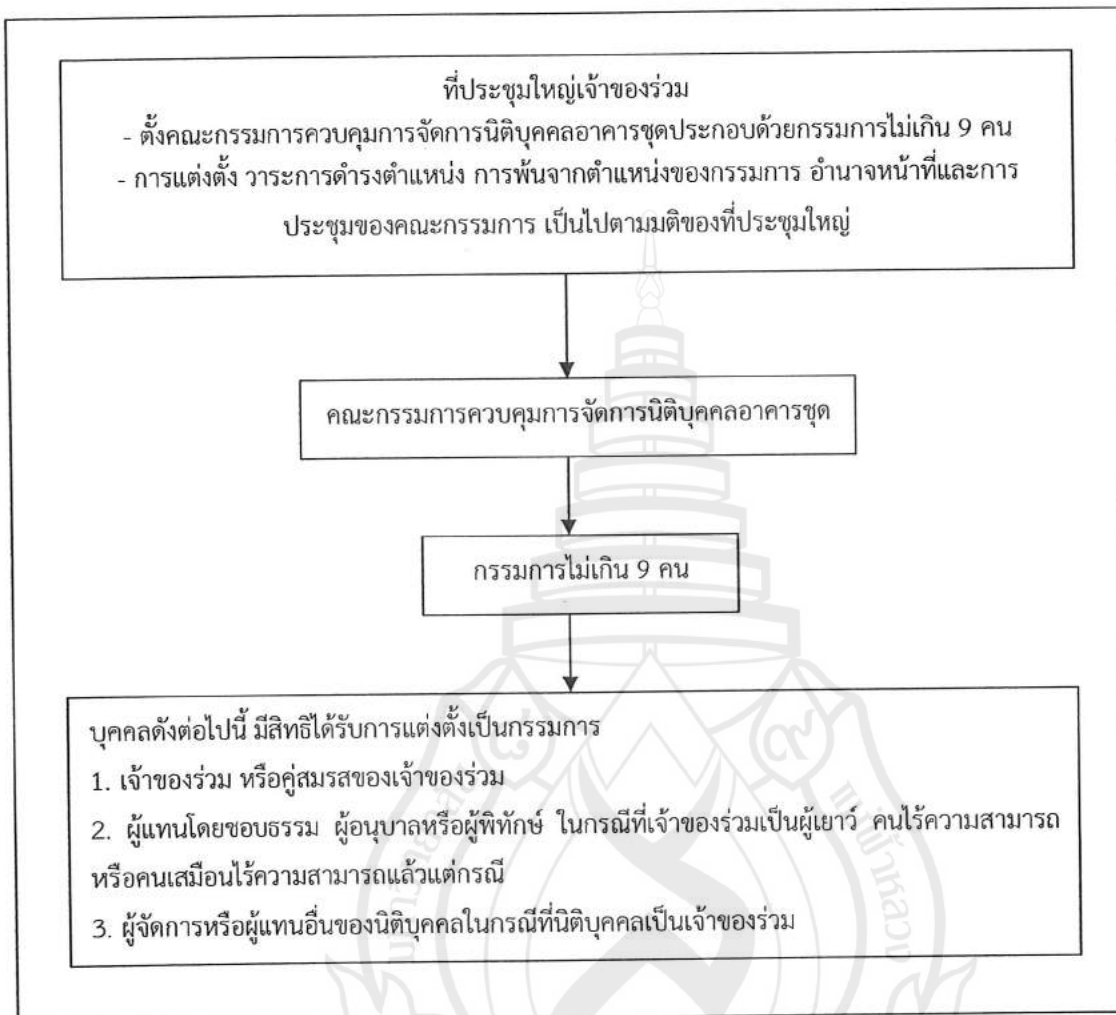 ที่ประชุมใหญ่เจ้าของร่วม
- ตั้งคณะกรรมการควบคุมการจัดการนิติบุคคลอาคารชุดประกอบด้วยกรรมการไม่เกิน 9 คน
- การแต่งตั้ง วาระการดำรงตำแหน่ง การพ้นจากตำแหน่งของกรรมการ อำนาจหน้าที่และการ
ประชุมของคณะกรรมการ เป็นไปตามมติของที่ประชุมใหญ่
คณะกรรมการควบคุมการจัดการนิติบุคคลอาคารชุด
กรรมการไม่เกิน 9 คน
บุคคลดังต่อไปนี้ มีสิทธิได้รับการแต่งตั้งเป็นกรรมการ
1. เจ้าของร่วม หรือคู่สมรสของเจ้าของร่วม
2. ผู้แทนโดยชอบธรรม ผู้อนุบาลหรือผู้พิทักษ์ ในกรณีที่เจ้าของร่วมเป็นผู้เยาว์ คนไร้ความสามารถ
หรือคนเสมือนไร้ความสามารถแล้วแต่กรณี
3. ผู้จัดการหรือผู้แทนอื่นของนิติบุคคลในกรณีที่นิติบุคคลเป็นเจ้าของร่วม
แม่ฟ้าหลวง